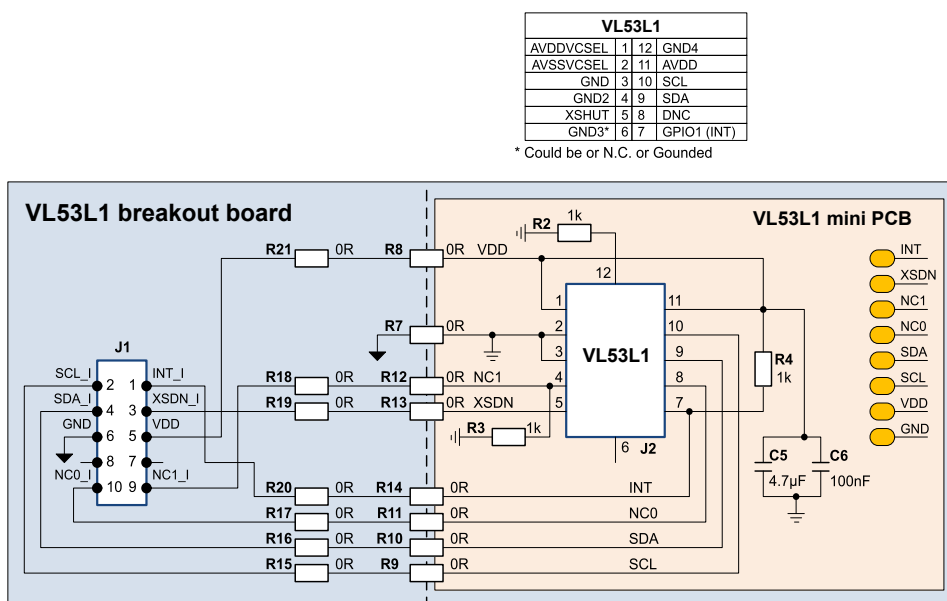 VL53L1
AVDDVCSEL 1 12 GND4
AVSSVCSEL 2 11 AVDD
GND 3 10 SCL
GND2 4 9 SDA
XSHUT 5 8 DNC
GND3* 6 7 GPIO1 (INT)
* Could be or N.C. or Gounded
VL53L1 breakout board
VL53L1 mini PCB
R2 1k
R21 0R R8 0R VDD
INT
12
XSDN
1 11
NC1
R7 0R 2 10
NC0
J1
VL53L1
3 9
R4
1k
SDA
SCL_I 2 1 INT_I
R18 0R R12 0R NC1 4 8
SCL
SDA_I 4 3 XSDN_I
R19 0R R13 0R XSDN 5 7
VDD
GND 6 5 VDD
R3 1k
6 J2
GND
8 7
C5 C6
NC0_I 10 9 NC1_I
4.7µF 100nF
R20 0R R14 0R INT
R17 0R R11 0R NC0
R16 0R R10 0R SDA
R15 0R R9 0R SCL